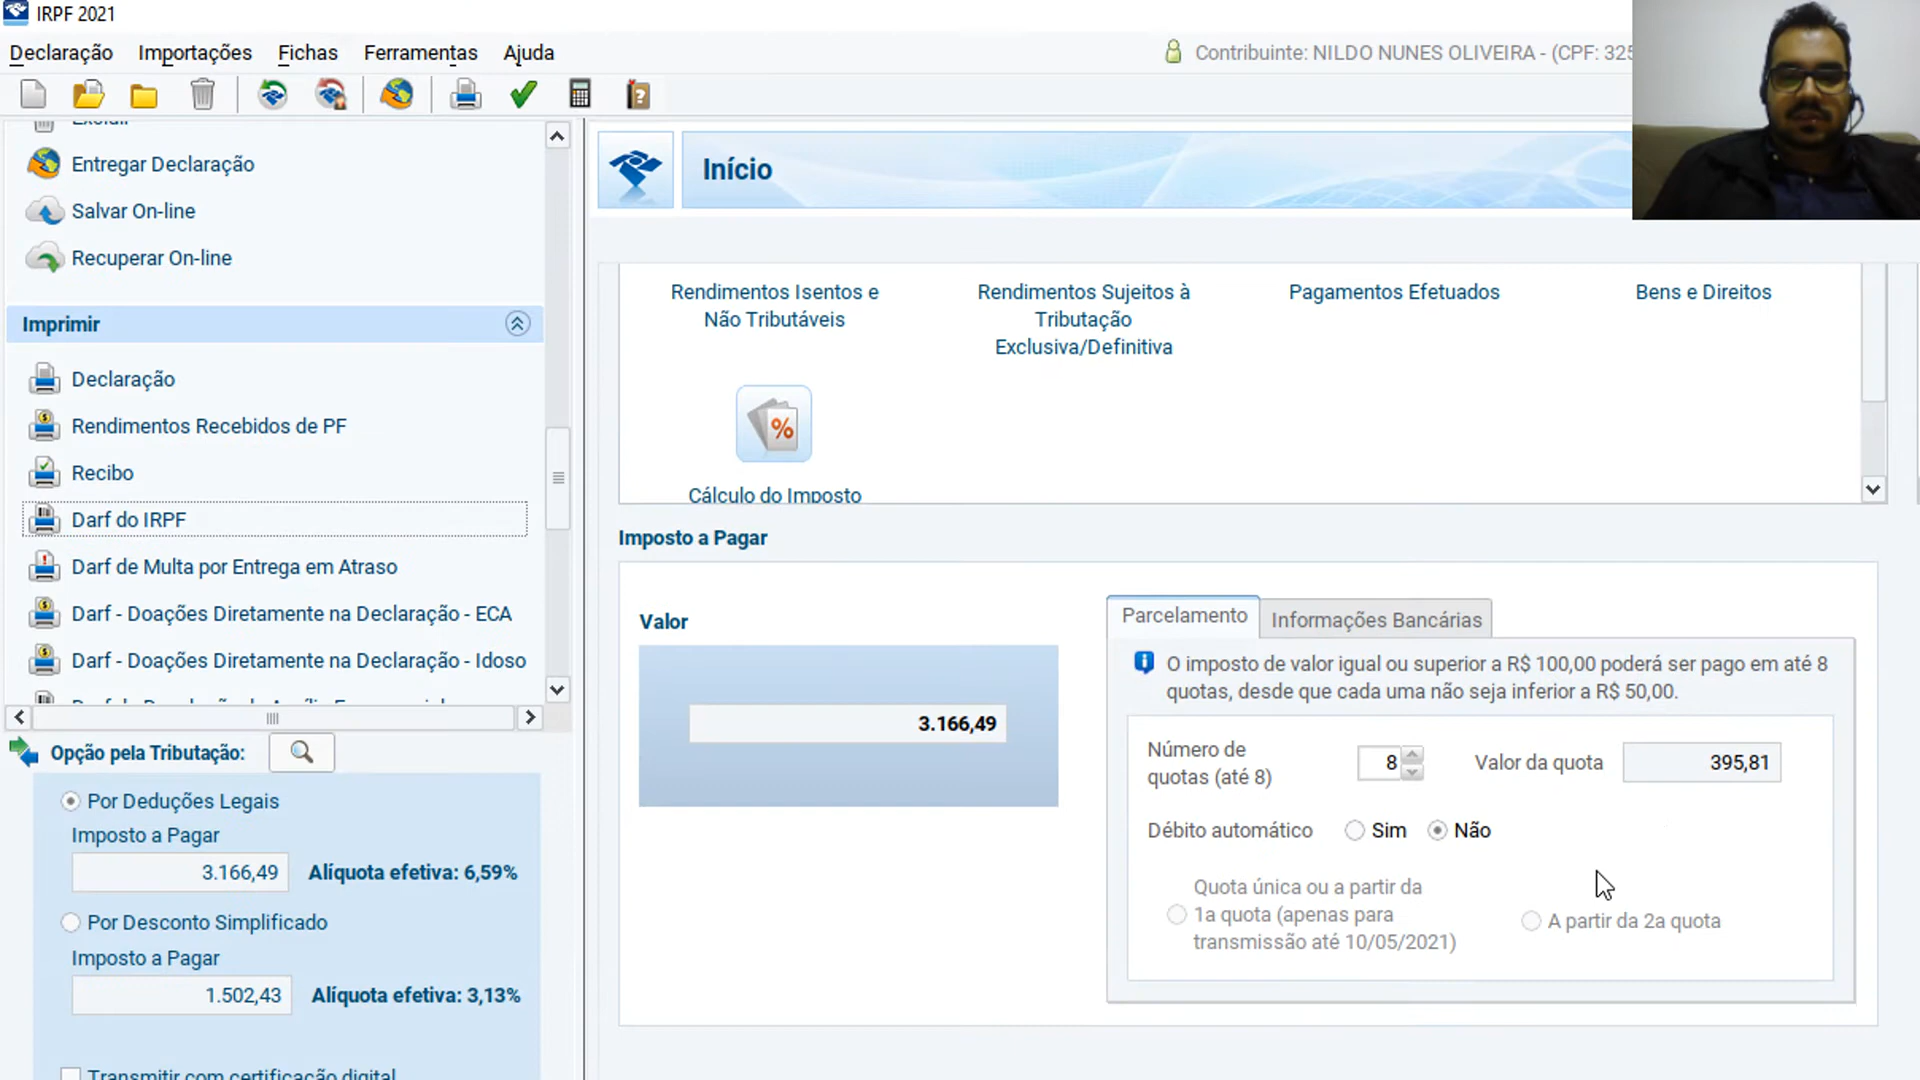 IRPF 2021
Declaração Importações Fichas Ferramentas Ajuda
Contribuinte: NILDO NUNES OLIVEIRA - (CPF: 325
Excluir
Entregar Declaração
Salvar On-line
Recuperar On-line
Imprimir
Declaração
Rendimentos Recebidos de PF
Recibo
Darf do IRPF
Darf de Multa por Entrega em Atraso
Darf - Doações Diretamente na Declaração - ECA
Darf - Doações Diretamente na Declaração - Idoso
Opção pela Tributação:
Por Deduções Legais
Imposto a Pagar
3.166,49 Alíquota efetiva: 6,59%
Por Desconto Simplificado
Imposto a Pagar
1.502,43 Alíquota efetiva: 3,13%
Transmitir com certificação digital
Início
Rendimentos Isentos e
Não Tributáveis
Rendimentos Sujeitos à
Tributação
Exclusiva/Definitiva
Pagamentos Efetuados
Bens e Direitos
%
Cálculo do Imposto
Imposto a Pagar
Valor
3.166,49
Parcelamento Informações Bancárias
O imposto de valor igual ou superior a R$ 100,00 poderá ser pago em até 8
quotas, desde que cada uma não seja inferior a R$ 50,00.
Número de
quotas (até 8)
8
Valor da quota 395,81
Débito automático Sim Não
Quota única ou a partir da
1a quota (apenas para
transmissão até 10/05/2021)
A partir da 2a quota